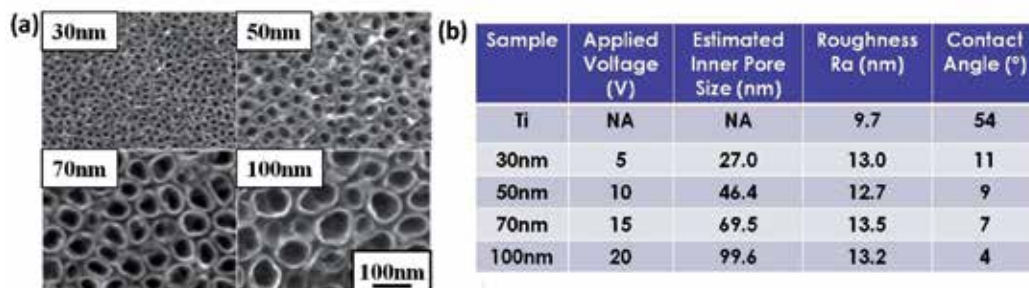 (a)
30nm
50nm
70nm
100nm
100nm
(b)
Sample Applied Voltage (V) Estimated Inner Pore Size (nm) Roughness Ra (nm) Contact Angle (°)
Ti NA NA 9.7 54
30nm 5 27.0 13.0 11
50nm 10 46.4 12.7 9
70nm 15 69.5 13.5 7
100nm 20 99.6 13.2 4